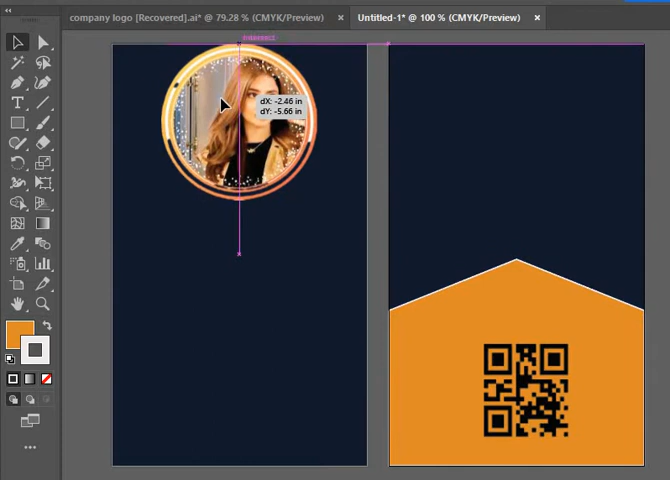 company logo [Recovered].ai* @ 79.28 % (CMYK/Preview) ×
Untitled-1* @ 100 % (CMYK/Preview) ×
Intersect
dX: -2.46 in
dY: -5.66 in